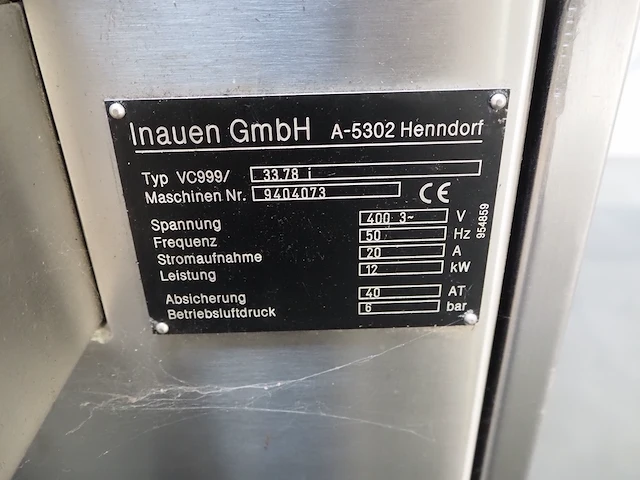 Inauen GmbH A-5302 Henndorf
Typ VC999/ 33.78 i
Maschinen Nr. 9404073 CE
Spannung 400 3~ V
Frequenz 50 Hz
Stromaufnahme 20 A
Leistung 12 kW
Absicherung 40 AT
Betriebsluftdruck 6 bar
954859